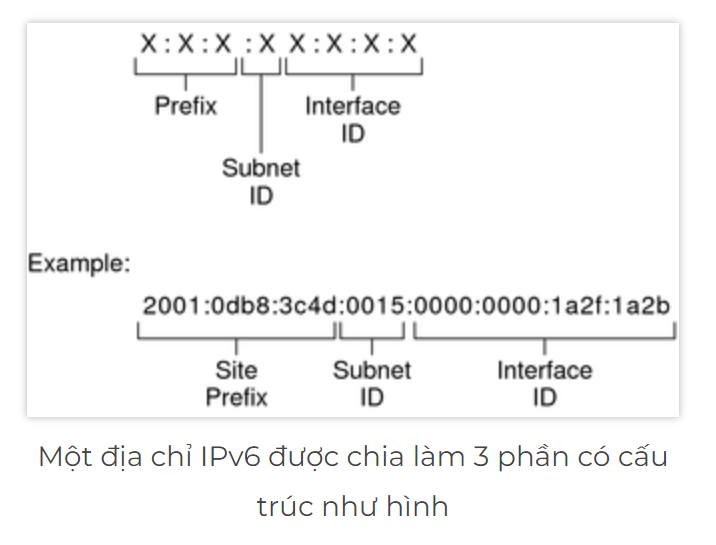 X:X:X :X X:X:X:X
Prefix
Interface
ID
Subnet
ID
Example:
2001:0db8:3c4d:0015:0000:0000:1a2f:1a2b
Site
Prefix
Subnet
ID
Interface
ID
Một địa chỉ IPv6 được chia làm 3 phần có cấu
trúc như hình